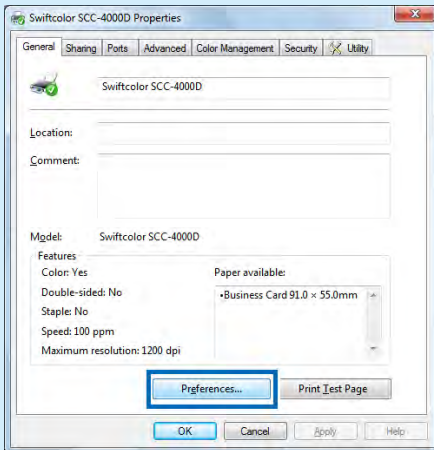 Swiftcolor SCC-4000D Properties
General Sharing Ports Advanced Color Management Security Utility
Swiftcolor SCC-4000D
Location:
Comment:
Model: Swiftcolor SCC-4000D
Features
Color: Yes Paper available:
Double-sided: No •Business Card 91.0 × 55.0mm
Staple: No
Speed: 100 ppm
Maximum resolution: 1200 dpi
Preferences... Print Test Page
OK Cancel Apply Help